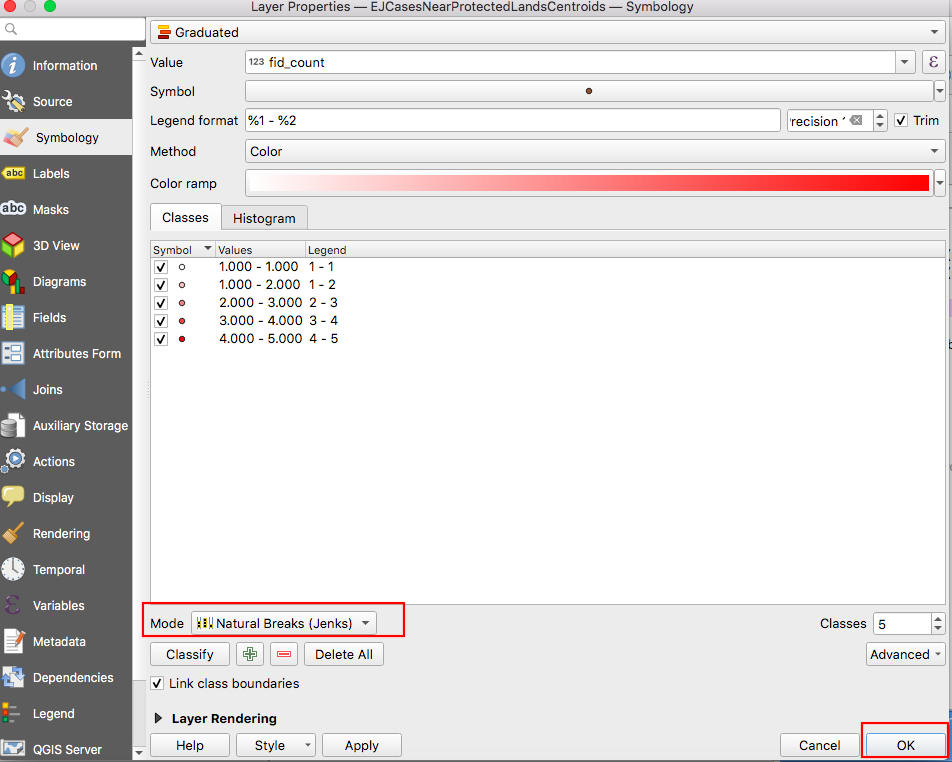 Layer Properties — EJCasesNearProtectedLandsCentroids — Symbology
Graduated
Information
Source
Symbology
Labels
Masks
3D View
Diagrams
Fields
Attributes Form
Joins
Auxiliary Storage
Actions
Display
Rendering
Temporal
Variables
Metadata
Dependencies
Legend
QGIS Server
Value 123 fid_count ε
Symbol
Legend format %1 - %2 Trim
Method Color
Color ramp
Classes Histogram
Symbol Values Legend
1.000 - 1.000 1 - 1
1.000 - 2.000 1 - 2
2.000 - 3.000 2 - 3
3.000 - 4.000 3 - 4
4.000 - 5.000 4 - 5
Mode Natural Breaks (Jenks) Classes 5
Classify Delete All Advanced
Link class boundaries
Layer Rendering
Help Style Apply Cancel OK